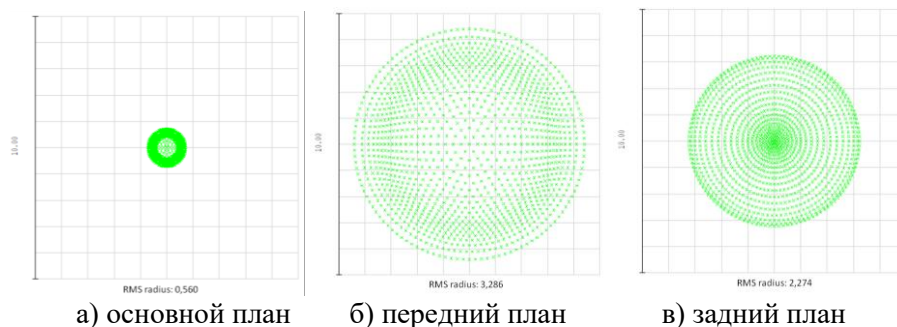 10.00
10.00
10.00
RMS radius: 0,560
RMS radius: 3,286
RMS radius: 2,274
а) основной план б) передний план в) задний план